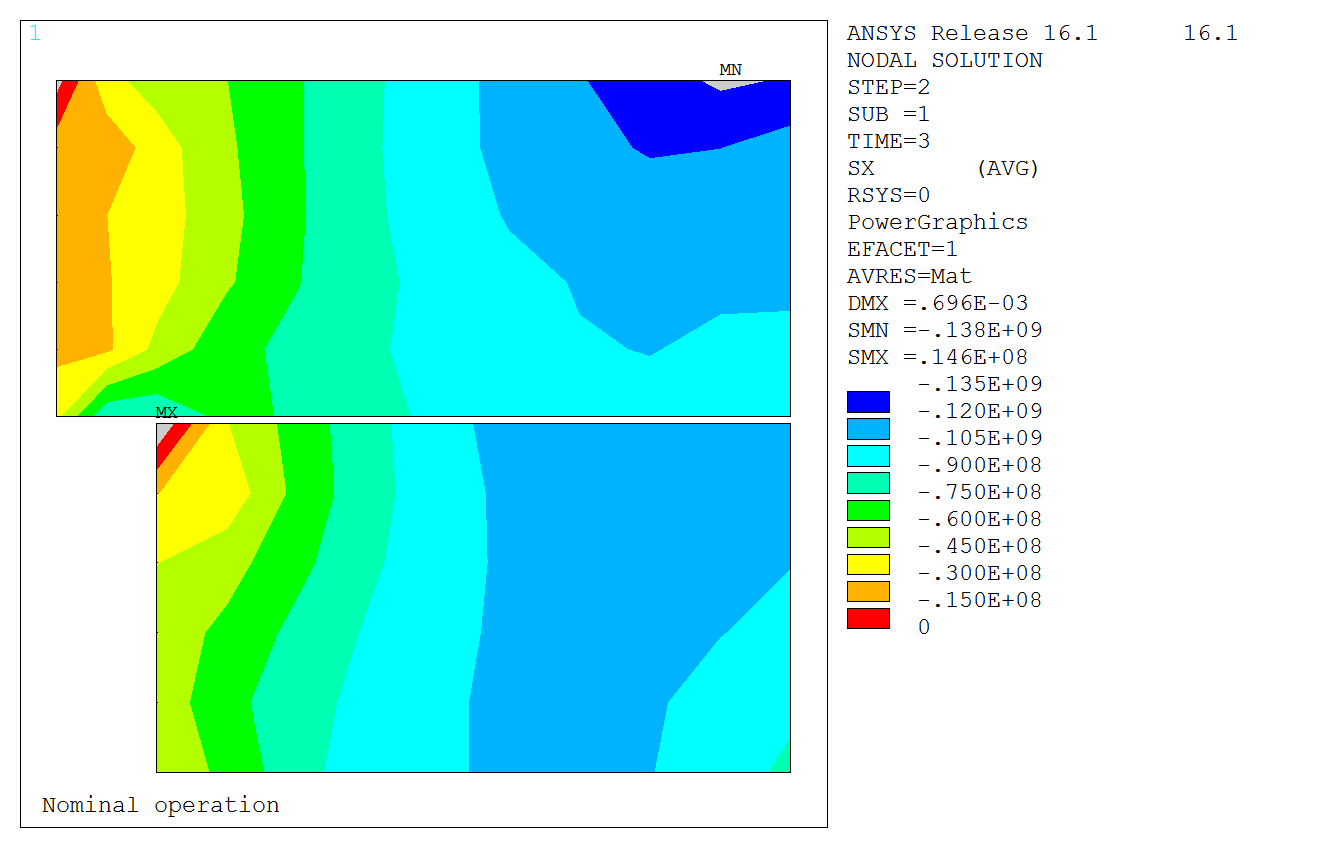 1
MN
MX
Nominal operation
ANSYS Release 16.1 16.1
NODAL SOLUTION
STEP=2
SUB =1
TIME=3
SX (AVG)
RSYS=0
PowerGraphics
EFACET=1
AVRES=Mat
DMX =.696E-03
SMN =-.138E+09
SMX =.146E+08
-.135E+09
-.120E+09
-.105E+09
-.900E+08
-.750E+08
-.600E+08
-.450E+08
-.300E+08
-.150E+08
0